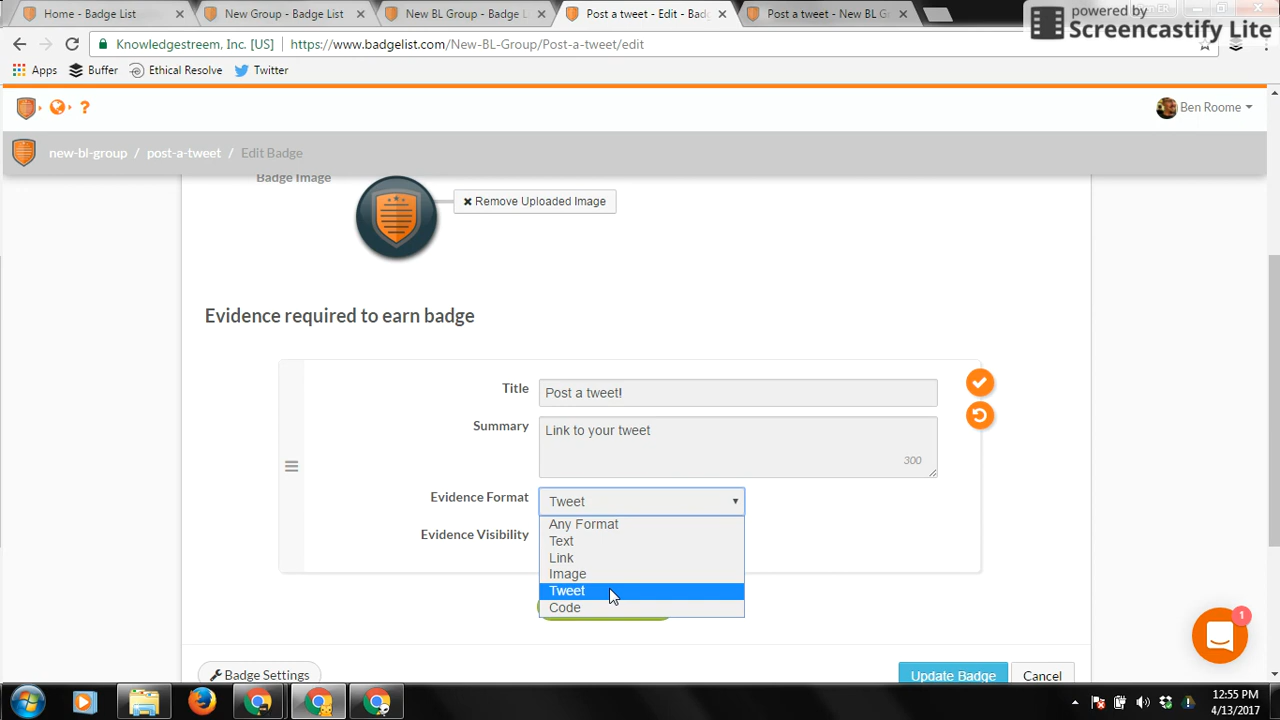 Home - Badge List
New Group - Badge List
New BL Group - Badge L
Post a tweet - Edit - Bad
Post a tweet - New BL G
powered by
Screencastify Lite
Knowledgestreem, Inc. [US]
https://www.badgelist.com/New-BL-Group/Post-a-tweet/edit
Apps
Buffer
Ethical Resolve
Twitter
?
Ben Roome
new-bl-group / post-a-tweet / Edit Badge
Badge Image
Remove Uploaded Image
Evidence required to earn badge
Title
Post a tweet!
Summary
Link to your tweet
300
Evidence Format
Tweet
Any Format
Text
Link
Image
Tweet
Code
Evidence Visibility
1
Badge Settings
Update Badge
Cancel
12:55 PM
4/13/2017